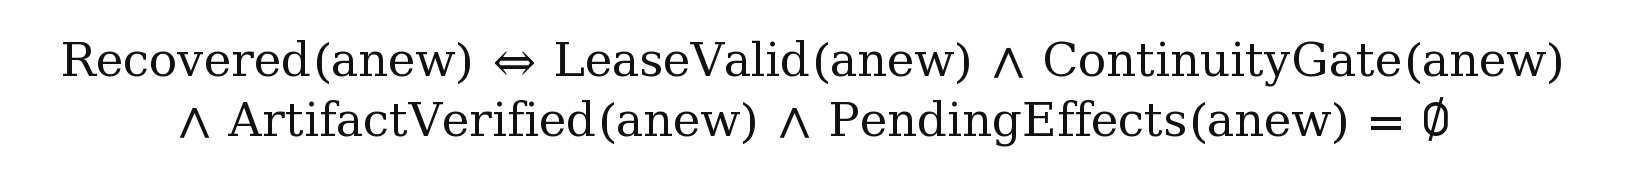 Recovered(anew) ⇔ LeaseValid(anew) ∧ ContinuityGate(anew)
∧ ArtifactVerified(anew) ∧ PendingEffects(anew) = ∅